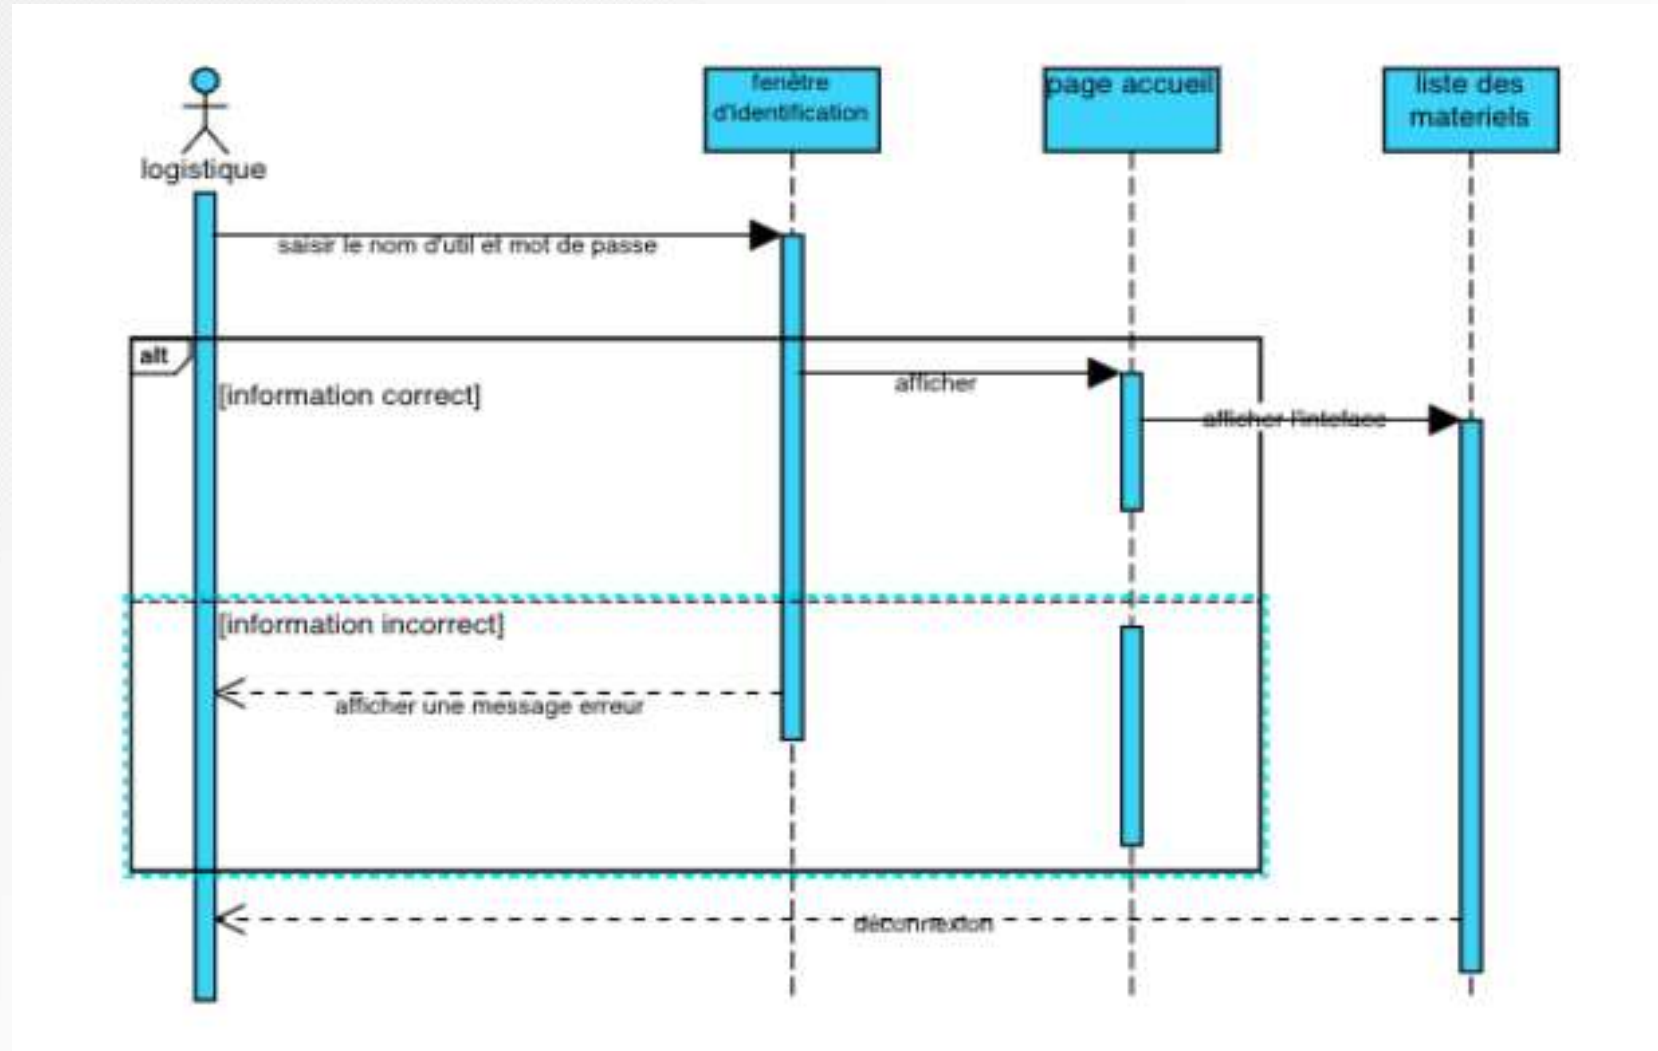 logistique
fenêtre
d'identification
page accueil
liste des
materiels
saisir le nom d'util et mot de passe
alt
afficher
[information correct]
afficher l'inteface
[information incorrect]
afficher une message erreur
déconnexion